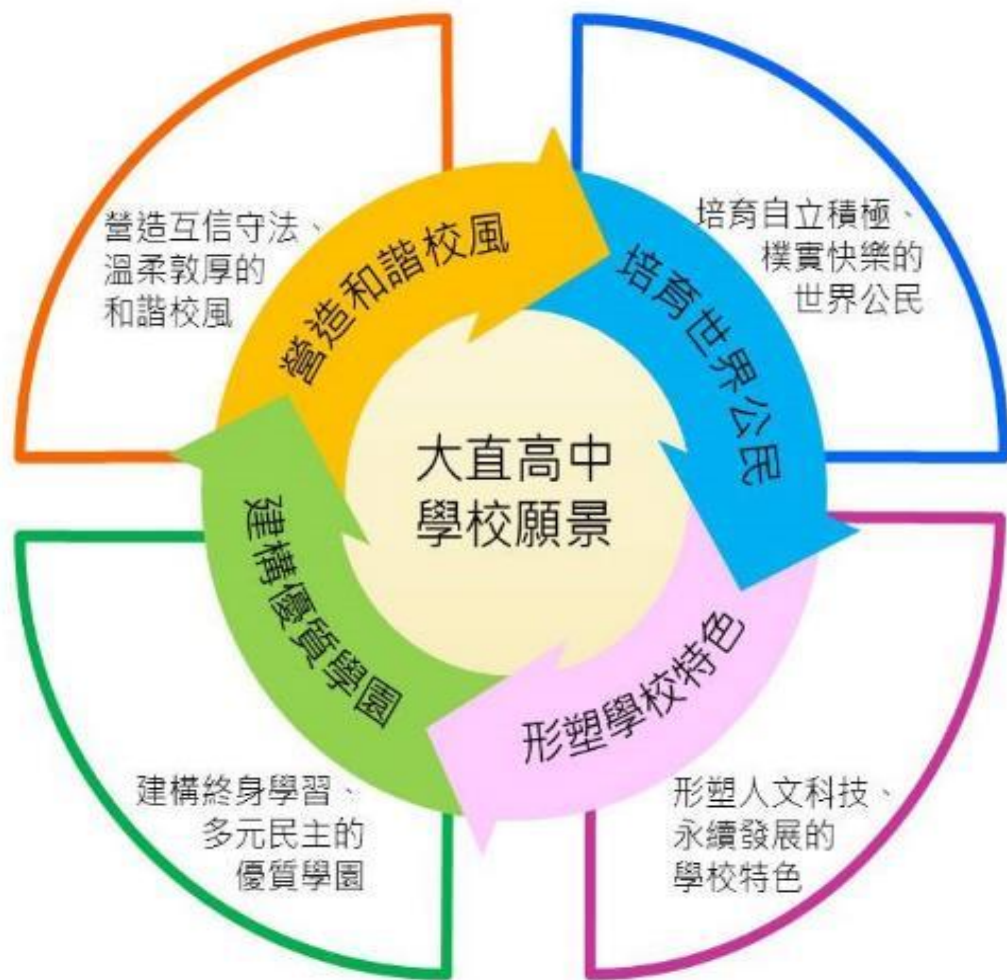 營造互信守法、
溫柔敦厚的
和諧校風
培育自立積極、
樸實快樂的
世界公民
營造和諧校風
培育世界公民
大直高中
學校願景
建構優質學園
形塑學校特色
建構終身學習、
多元民主的
優質學園
形塑人文科技、
永續發展的
學校特色